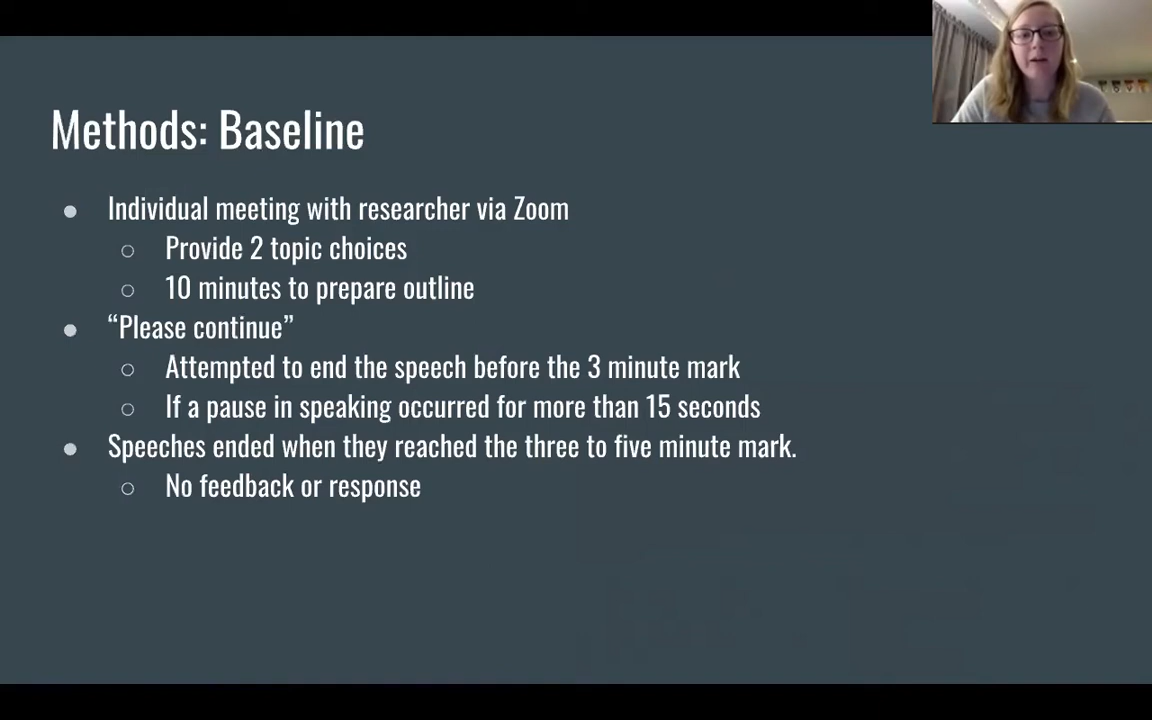 Methods: Baseline
● Individual meeting with researcher via Zoom
○ Provide 2 topic choices
○ 10 minutes to prepare outline
● “Please continue”
○ Attempted to end the speech before the 3 minute mark
○ If a pause in speaking occurred for more than 15 seconds
● Speeches ended when they reached the three to five minute mark.
○ No feedback or response